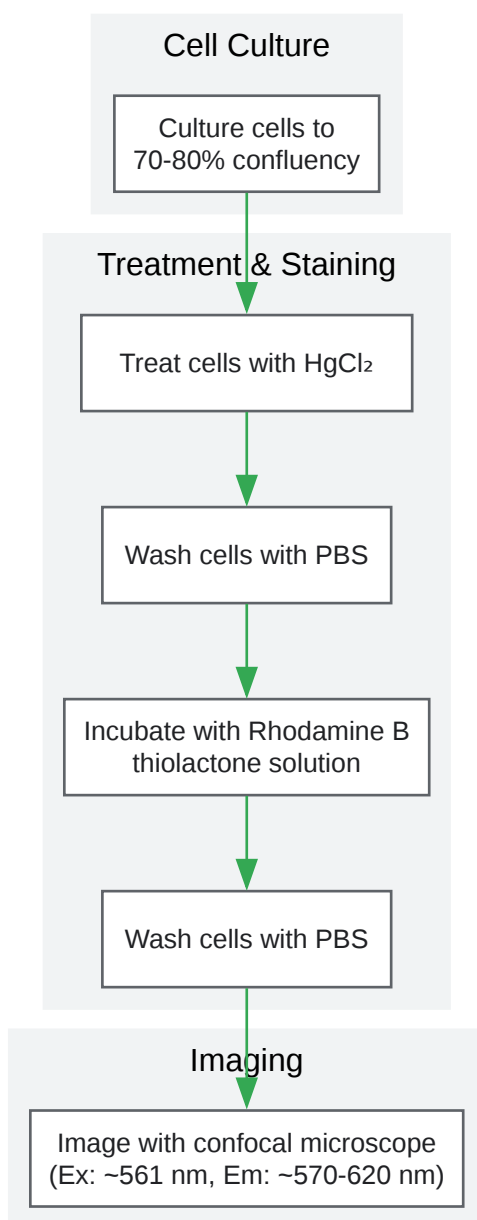 Cell Culture
Culture cells to
70-80% confluency
Treatment & Staining
Treat cells with HgCl₂
Wash cells with PBS
Incubate with Rhodamine B
thiolactone solution
Wash cells with PBS
Imaging
Image with confocal microscope
(Ex: ~561 nm, Em: ~570-620 nm)